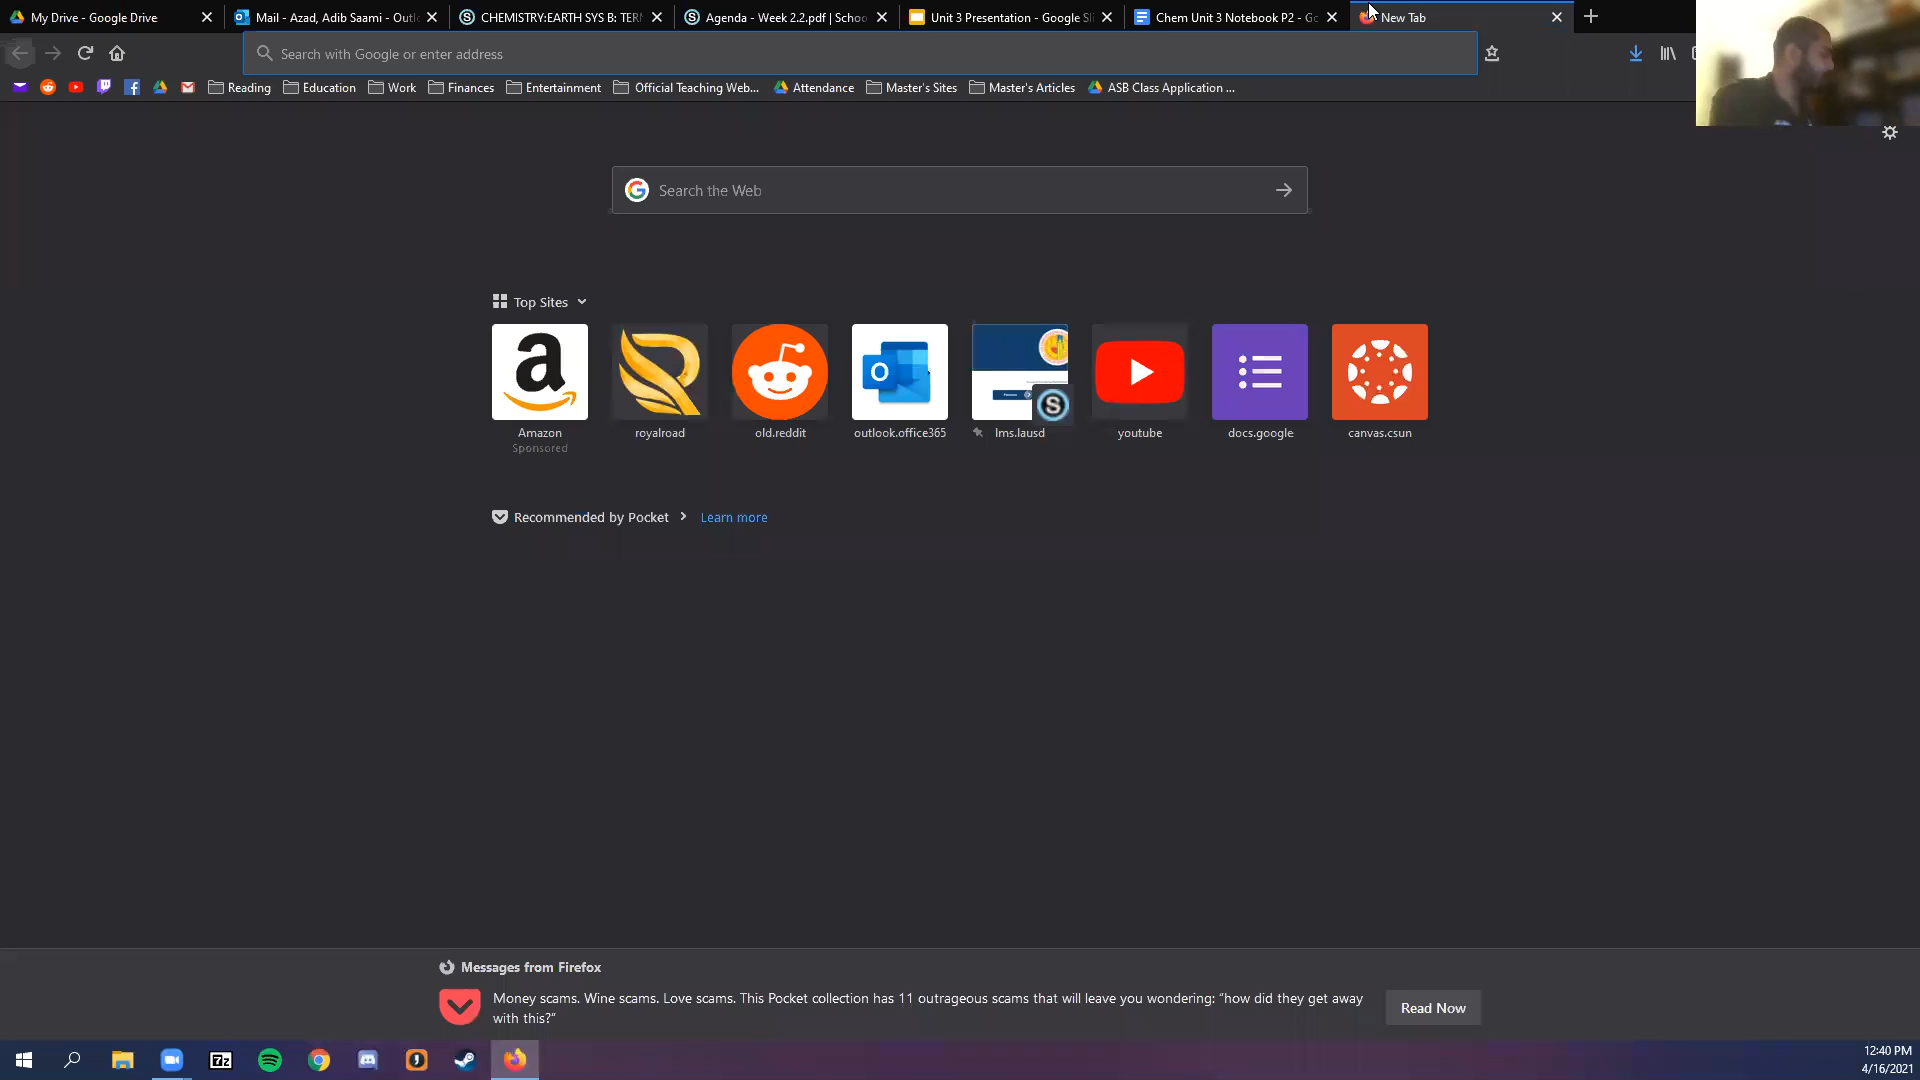 My Drive - Google Drive
Mail - Azad, Adib Saami - Outl
CHEMISTRY:EARTH SYS B: TERM
Agenda - Week 2.2.pdf | Schoo
Unit 3 Presentation - Google Sl
Chem Unit 3 Notebook P2 - Go
New Tab
Search with Google or enter address
Reading
Education
Work
Finances
Entertainment
Official Teaching Web...
Attendance
Master's Sites
Master's Articles
ASB Class Application ...
Search the Web
Top Sites
Amazon
Sponsored
royalroad
old.reddit
outlook.office365
lms.lausd
youtube
docs.google
canvas.csun
Recommended by Pocket
Learn more
Messages from Firefox
Money scams. Wine scams. Love scams. This Pocket collection has 11 outrageous scams that will leave you wondering: “how did they get away
with this?”
Read Now
7z
12:40 PM
4/16/2021